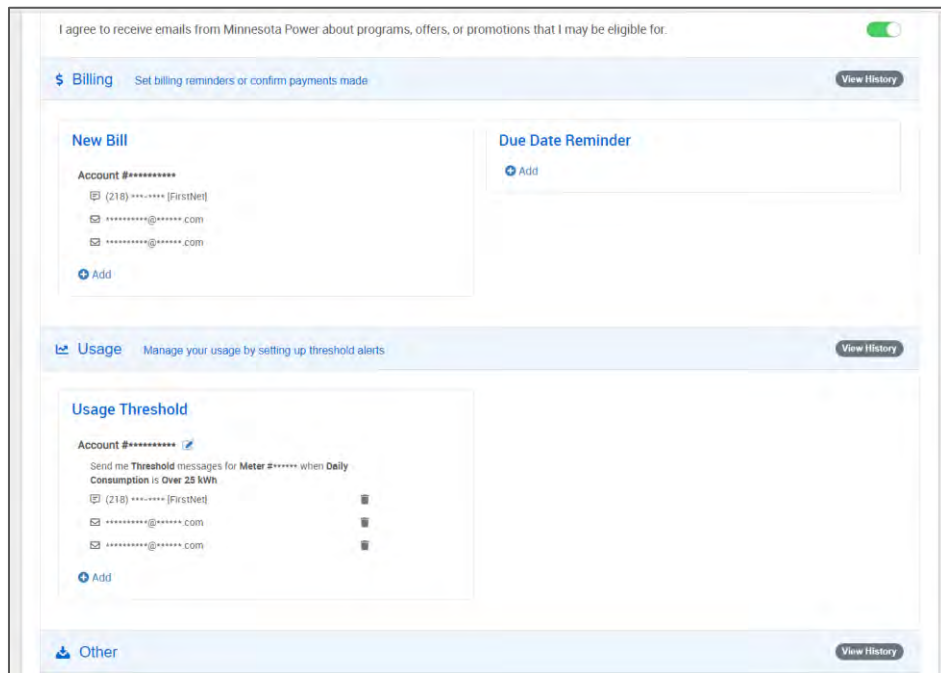 I agree to receive emails from Minnesota Power about programs, offers, or promotions that I may be eligible for.
$ Billing Set billing reminders or confirm payments made View History
New Bill
Account #**********
(218) ***-**** [FirstNet]
**********@******.com
**********@******.com
Add
Due Date Reminder
Add
Usage Manage your usage by setting up threshold alerts View History
Usage Threshold
Account #**********
Send me Threshold messages for Meter #****** when Daily
Consumption is Over 25 kWh
(218) ***-**** [FirstNet]
**********@******.com
**********@******.com
Add
Other View History